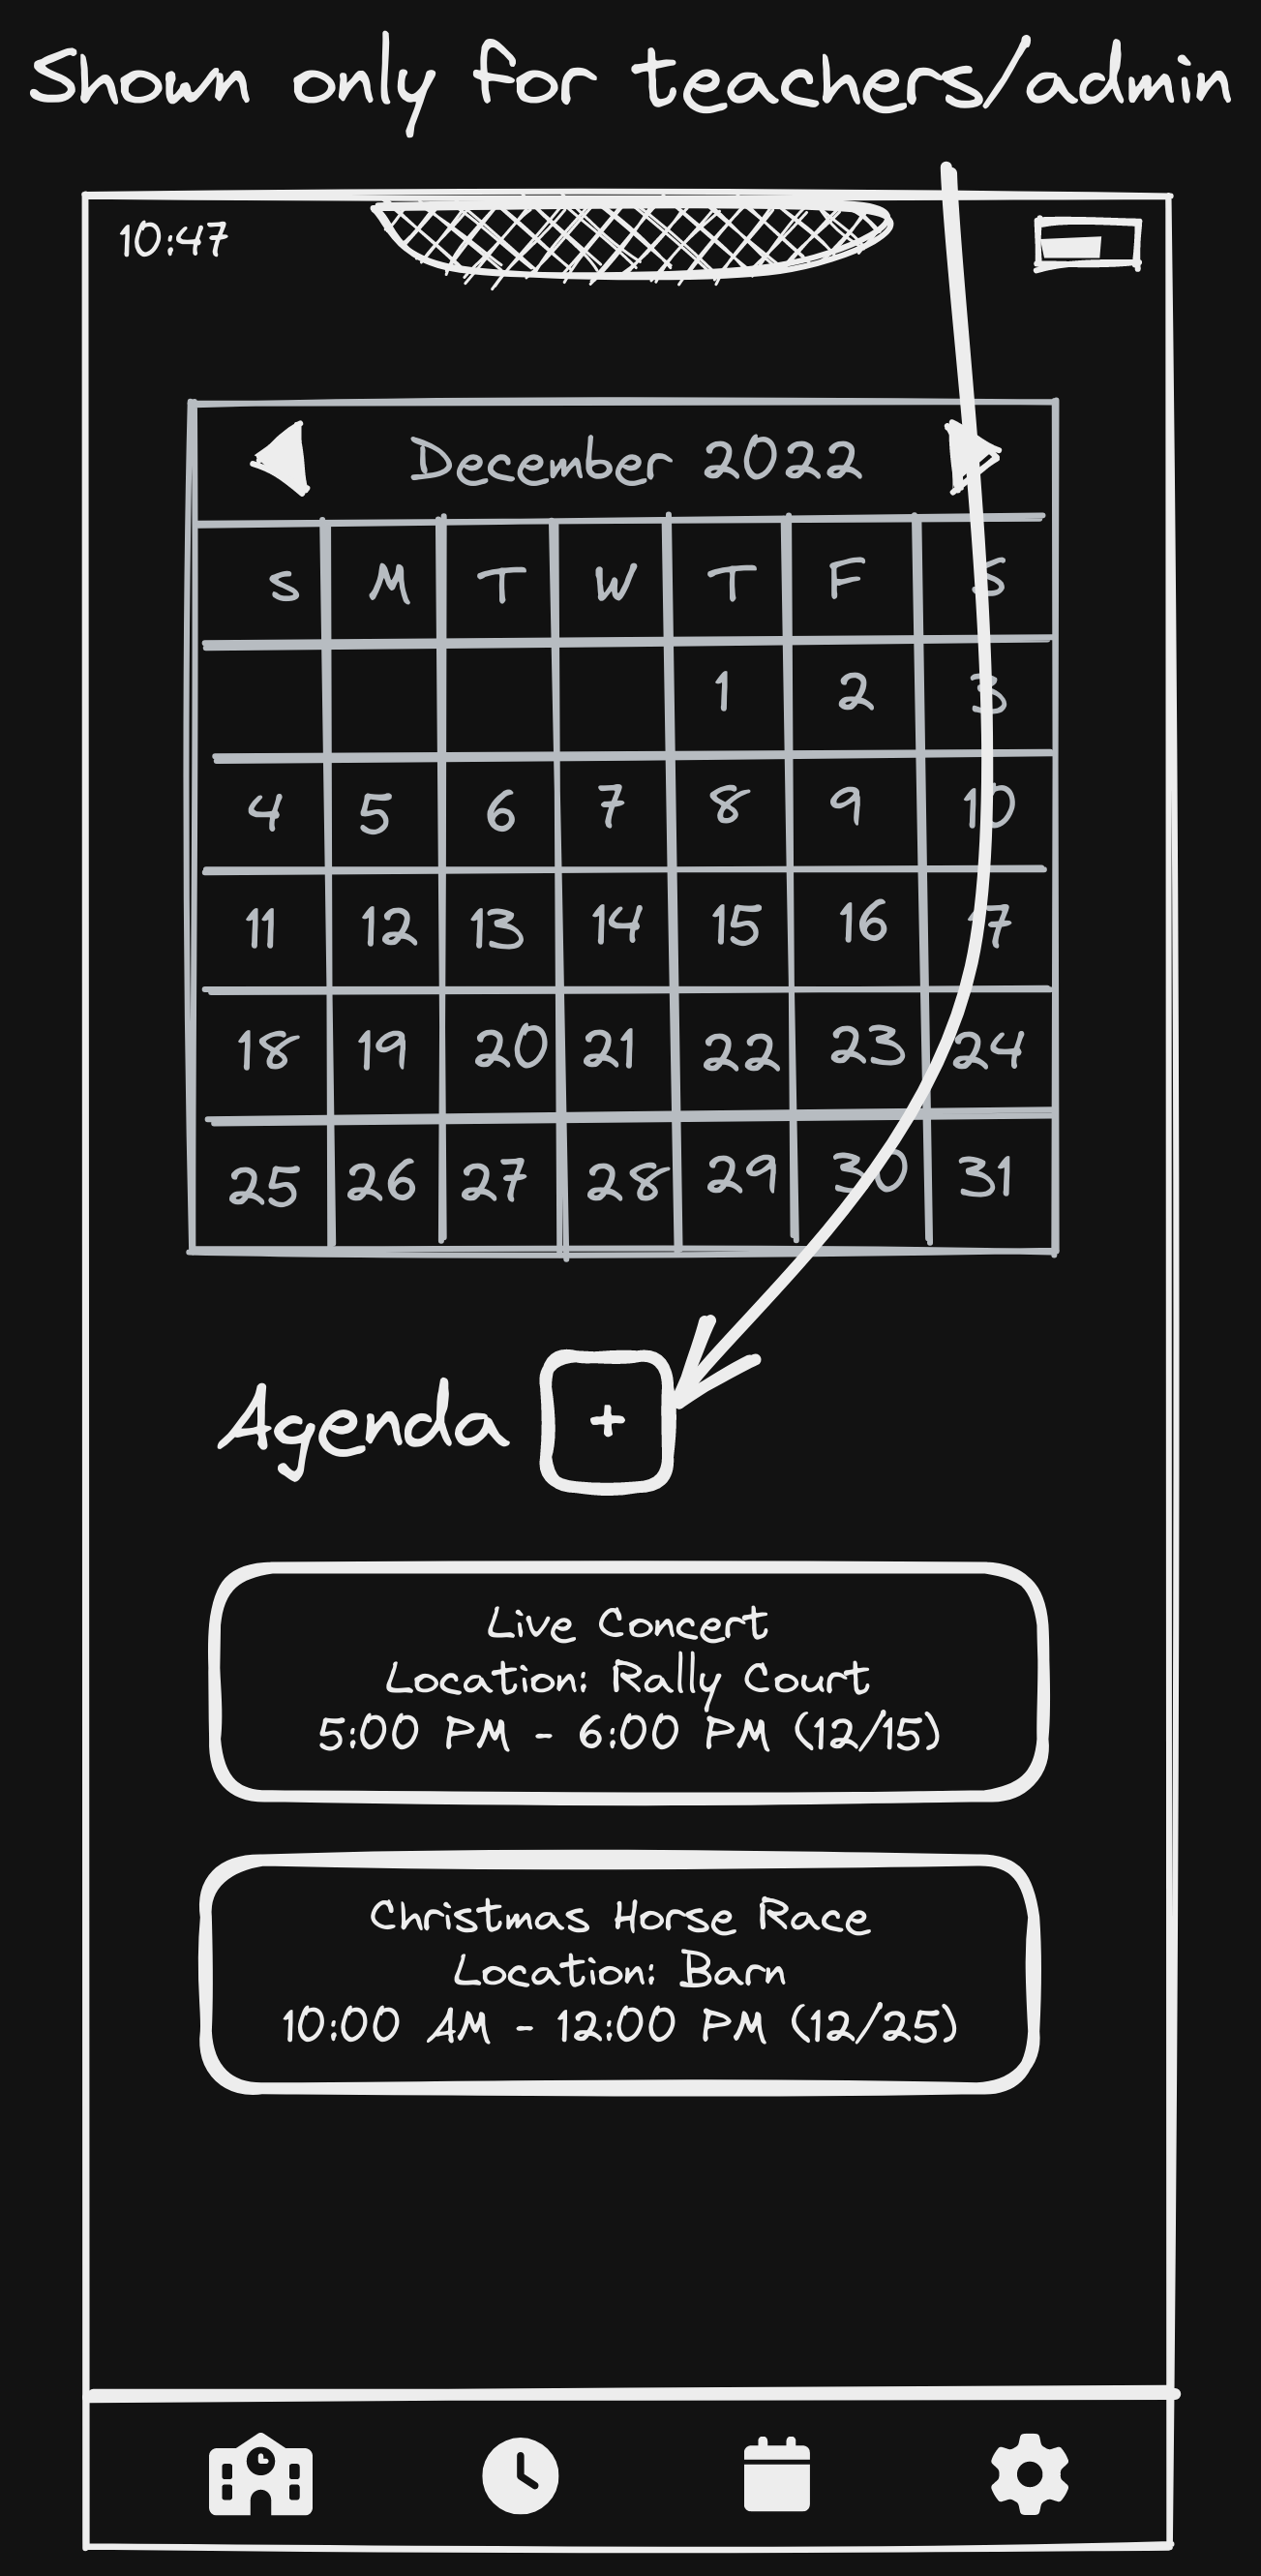 Shown only for teachers/admin
10:47
December 2022
S M T W T F S
1 2 3
4 5 6 7 8 9 10
11 12 13 14 15 16 17
18 19 20 21 22 23 24
25 26 27 28 29 30 31
Agenda +
Live Concert
Location: Rally Court
5:00 PM - 6:00 PM (12/15)
Christmas Horse Race
Location: Barn
10:00 AM - 12:00 PM (12/25)